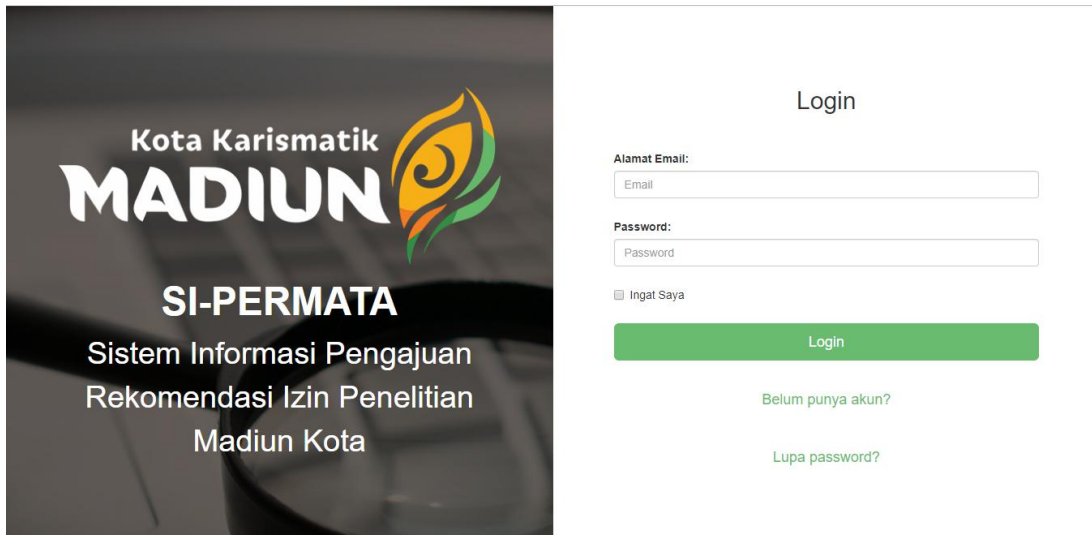 Kota Karismatik
MADIUN
SI-PERMATA
Sistem Informasi Pengajuan
Rekomendasi Izin Penelitian
Madiun Kota
Login
Alamat Email:
Email
Password:
Password
Ingat Saya
Login
Belum punya akun?
Lupa password?